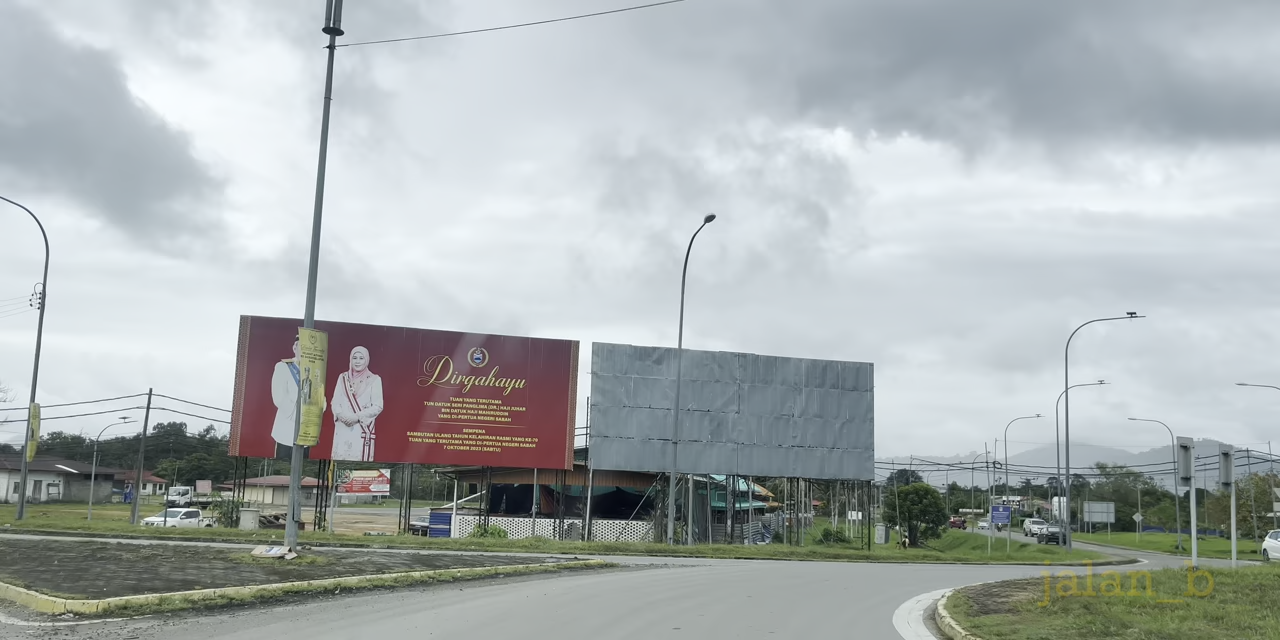 Dirgahayu
TUAN YANG TERUTAMA
TUN DATUK SERI PANGLIMA (DR.) HAJI JUHAR
BIN DATUK HAJI MAHIRUDDIN
YANG DI-PERTUA NEGERI SABAH
SEMPENA
SAMBUTAN ULANG TAHUN KELAHIRAN RASMI YANG KE-70
TUAN YANG TERUTAMA YANG DI-PERTUA NEGERI SABAH
7 OKTOBER 2023 (SABTU)
jalan_b